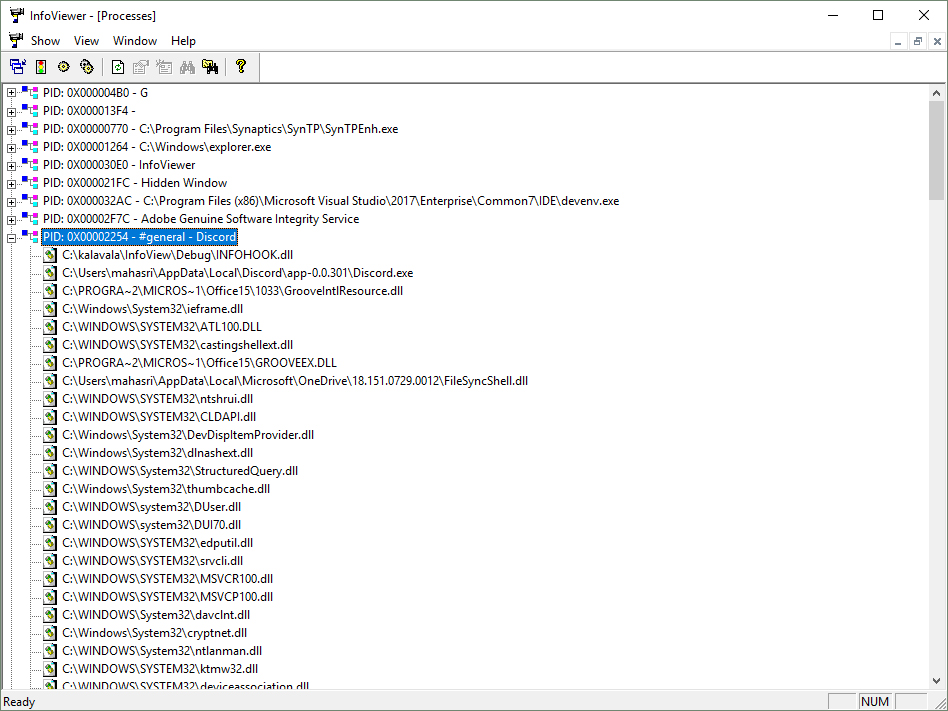 InfoViewer - [Processes]
Show View Window Help
PID: 0X000004B0 - G
PID: 0X000013F4 -
PID: 0X00000770 - C:\Program Files\Synaptics\SynTP\SynTPEnh.exe
PID: 0X00001264 - C:\Windows\explorer.exe
PID: 0X000030E0 - InfoViewer
PID: 0X000021FC - Hidden Window
PID: 0X000032AC - C:\Program Files (x86)\Microsoft Visual Studio\2017\Enterprise\Common7\IDE\devenv.exe
PID: 0X00002F7C - Adobe Genuine Software Integrity Service
PID: 0X00002254 - #general - Discord
C:\kalavala\InfoView\Debug\INFOHOOK.dll
C:\Users\mahasri\AppData\Local\Discord\app-0.0.301\Discord.exe
C:\PROGRA~2\MICROS~1\Office15\1033\GrooveIntlResource.dll
C:\Windows\System32\ieframe.dll
C:\WINDOWS\SYSTEM32\ATL100.DLL
C:\WINDOWS\SYSTEM32\castingshellext.dll
C:\PROGRA~2\MICROS~1\Office15\GROOVEEX.DLL
C:\Users\mahasri\AppData\Local\Microsoft\OneDrive\18.151.0729.0012\FileSyncShell.dll
C:\WINDOWS\SYSTEM32\ntshrui.dll
C:\WINDOWS\SYSTEM32\CLDAPI.dll
C:\Windows\System32\DevDispItemProvider.dll
C:\Windows\System32\dlnashext.dll
C:\WINDOWS\System32\StructuredQuery.dll
C:\Windows\System32\thumbcache.dll
C:\WINDOWS\system32\DUser.dll
C:\WINDOWS\system32\DUI70.dll
C:\WINDOWS\SYSTEM32\edputil.dll
C:\WINDOWS\SYSTEM32\srvcli.dll
C:\WINDOWS\SYSTEM32\MSVCR100.dll
C:\WINDOWS\SYSTEM32\MSVCP100.dll
C:\WINDOWS\System32\davclnt.dll
C:\Windows\System32\cryptnet.dll
C:\WINDOWS\System32\ntlanman.dll
C:\WINDOWS\SYSTEM32\ktmw32.dll
C:\WINDOWS\SYSTEM32\deviceassociation.dll
Ready NUM